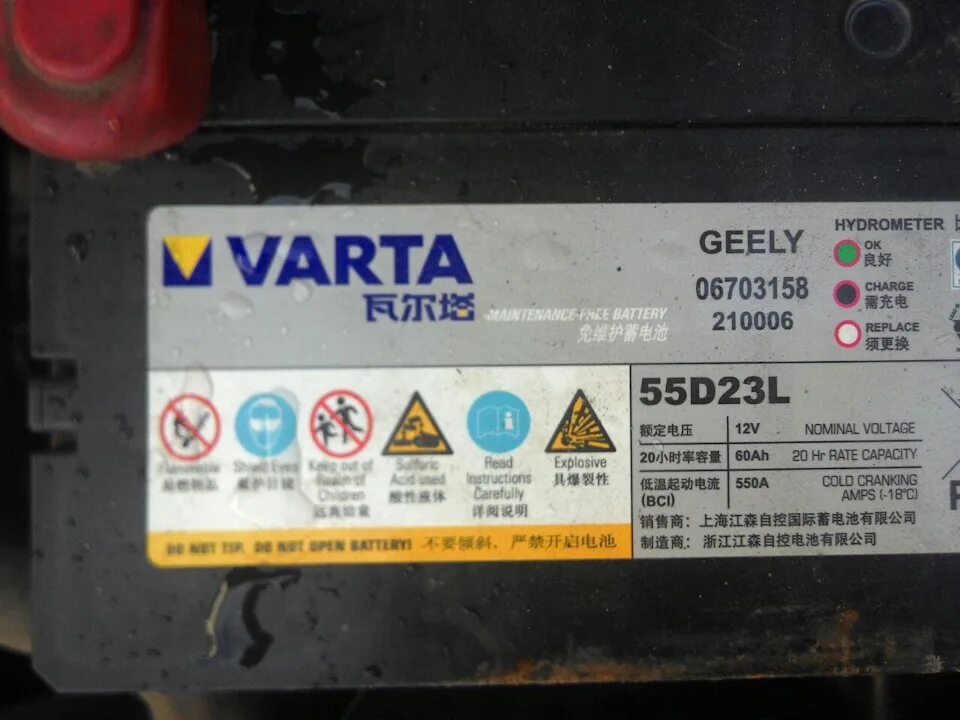 VARTA
瓦尔塔
MAINTENANCE FREE BATTERY
免维护蓄电池
GEELY
06703158
210006
HYDROMETER
OK
良好
CHARGE
需充电
REPLACE
须更换
Flammable
易燃物品
Shield Eyes
戴护目镜
Keep out of
Reach of
Children
远离幼童
Sulfuric
Acid used
酸性液体
Read
Instructions
Carefully
详阅说明
Explosive
具爆裂性
DO NOT TIP, DO NOT OPEN BATTERY! 不要倾斜，严禁开启电池
55D23L
额定电压 12V NOMINAL VOLTAGE
20小时率容量 60Ah 20 Hr RATE CAPACITY
低温起动电流 550A COLD CRANKING
(BCI) AMPS (-18°C)
销售商：上海江森自控国际蓄电池有限公司
制造商：浙江江森自控电池有限公司